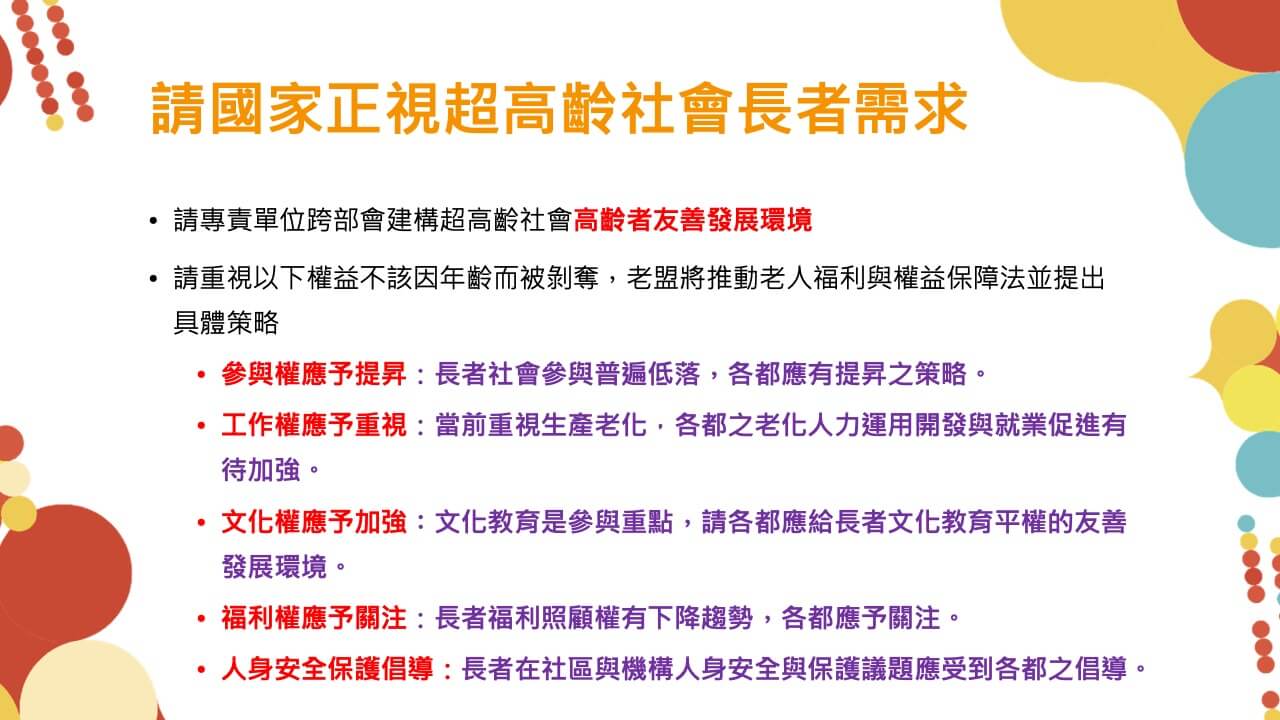 請國家正視超高齡社會長者需求
• 請專責單位跨部會建構超高齡社會高齡者友善發展環境
• 請重視以下權益不該因年齡而被剝奪，老盟將推動老人福利與權益保障法並提出
具體策略
• 參與權應予提昇：長者社會參與普遍低落，各都應有提昇之策略。
• 工作權應予重視：當前重視生產老化，各都之老化人力運用開發與就業促進有
待加強。
• 文化權應予加強：文化教育是參與重點，請各都應給長者文化教育平權的友善
發展環境。
• 福利權應予關注：長者福利照顧權有下降趨勢，各都應予關注。
• 人身安全保護倡導：長者在社區與機構人身安全與保護議題應受到各都之倡導。